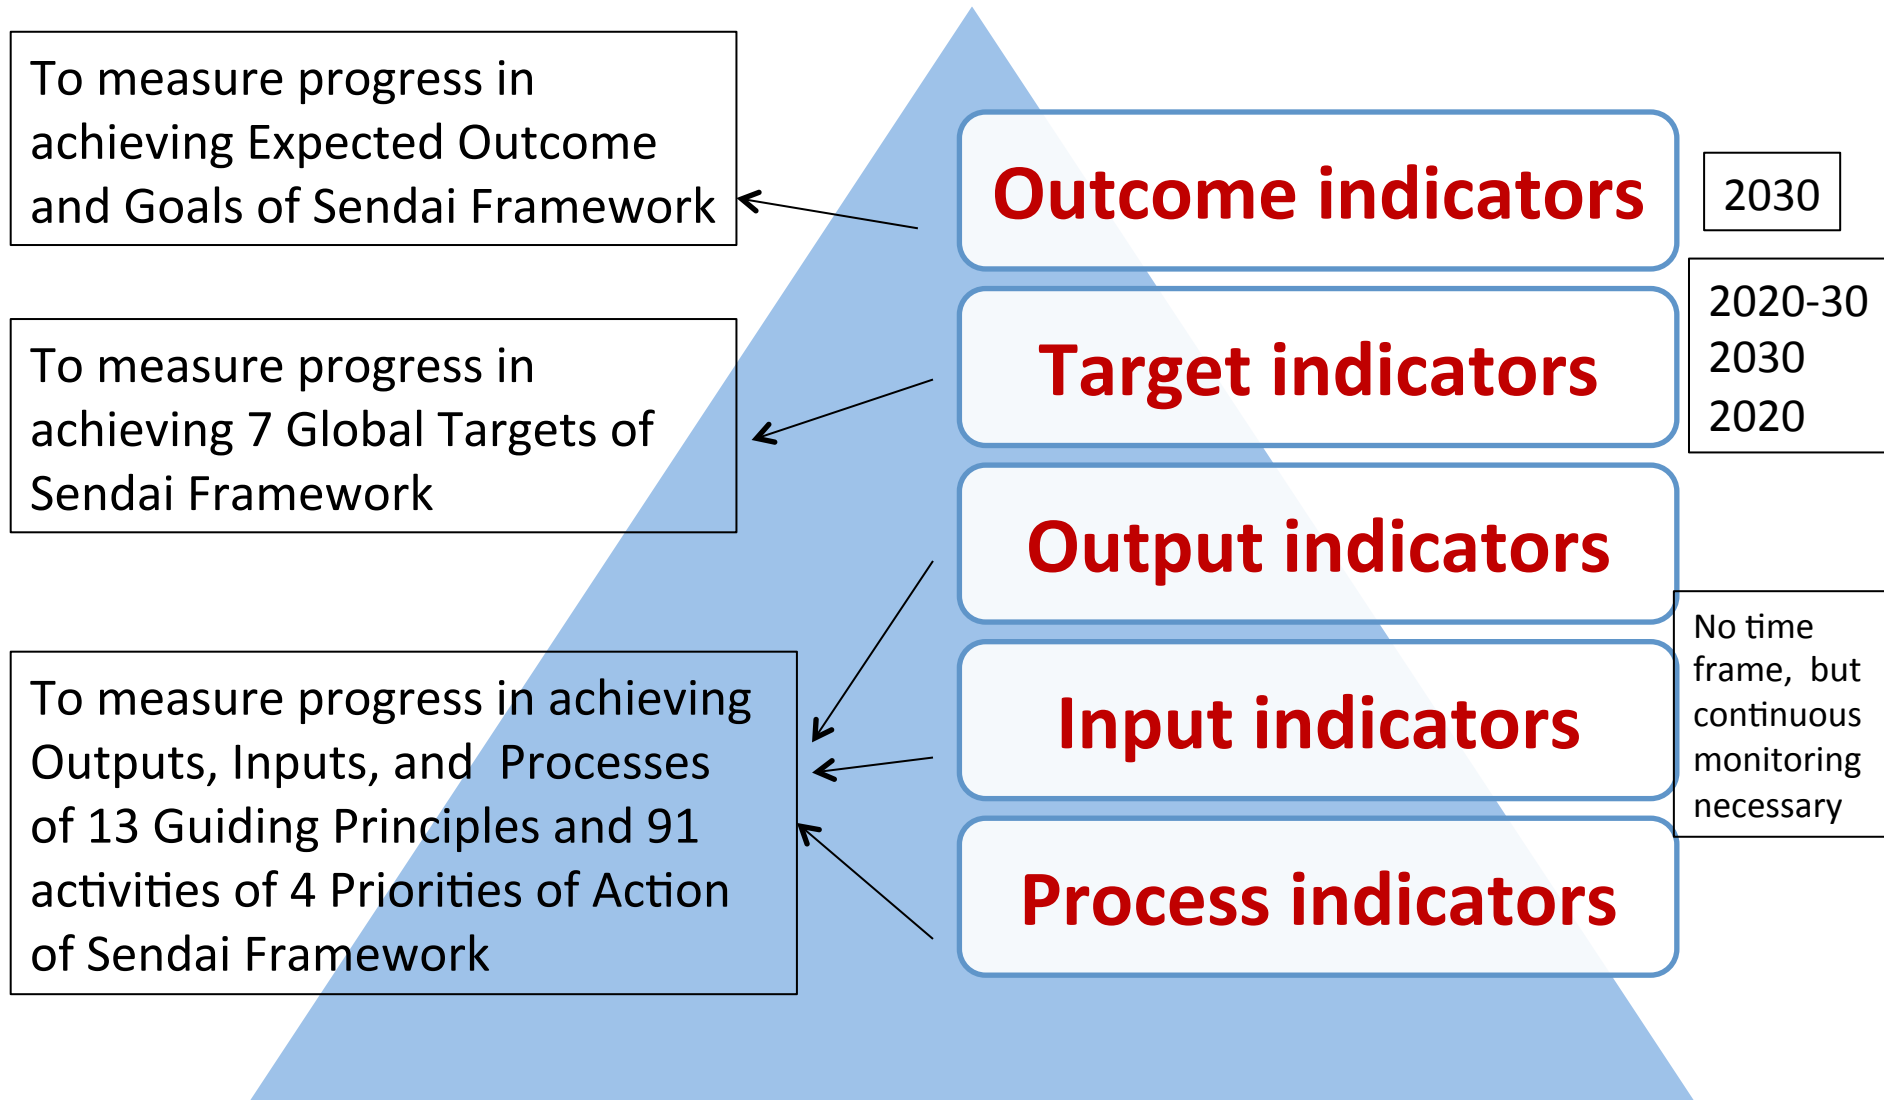 To measure progress in
achieving Expected Outcome
and Goals of Sendai Framework
Outcome indicators
2030
To measure progress in
achieving 7 Global Targets of
Sendai Framework
Target indicators
2020-30
2030
2020
Output indicators
To measure progress in achieving
Outputs, Inputs, and Processes
of 13 Guiding Principles and 91
activities of 4 Priorities of Action
of Sendai Framework
Input indicators
No time
frame, but
continuous
monitoring
necessary
Process indicators